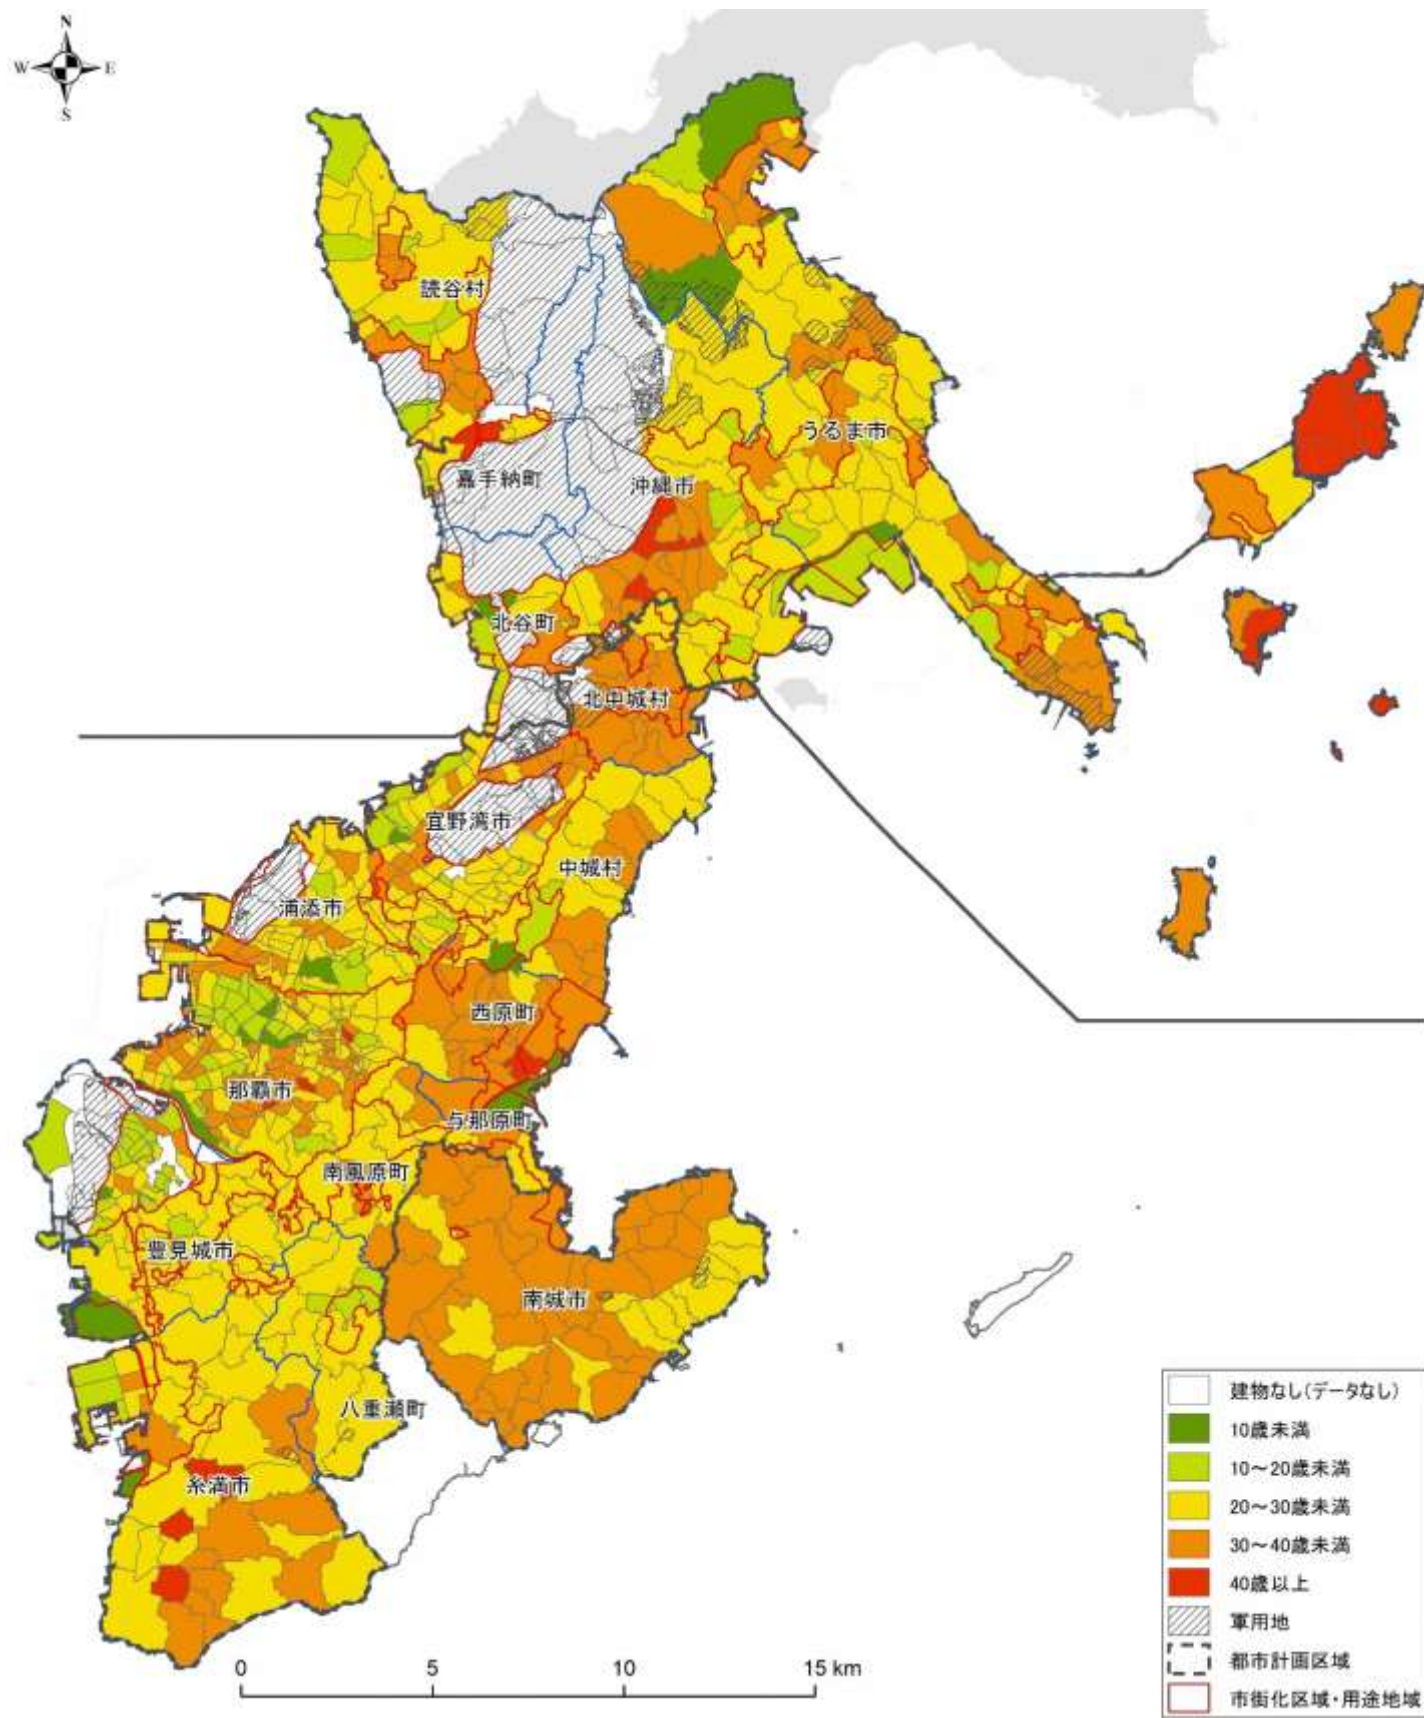 N
W E
S
読谷村
うるま市
嘉手納町
沖縄市
北谷町
北中城村
宜野湾市
中城村
浦添市
西原町
那覇市
与那原町
南風原町
豊見城市
南城市
八重瀬町
糸満市
建物なし(データなし)
10歳未満
10～20歳未満
20～30歳未満
30～40歳未満
40歳以上
軍用地
都市計画区域
市街化区域・用途地域
0 5 10 15 km